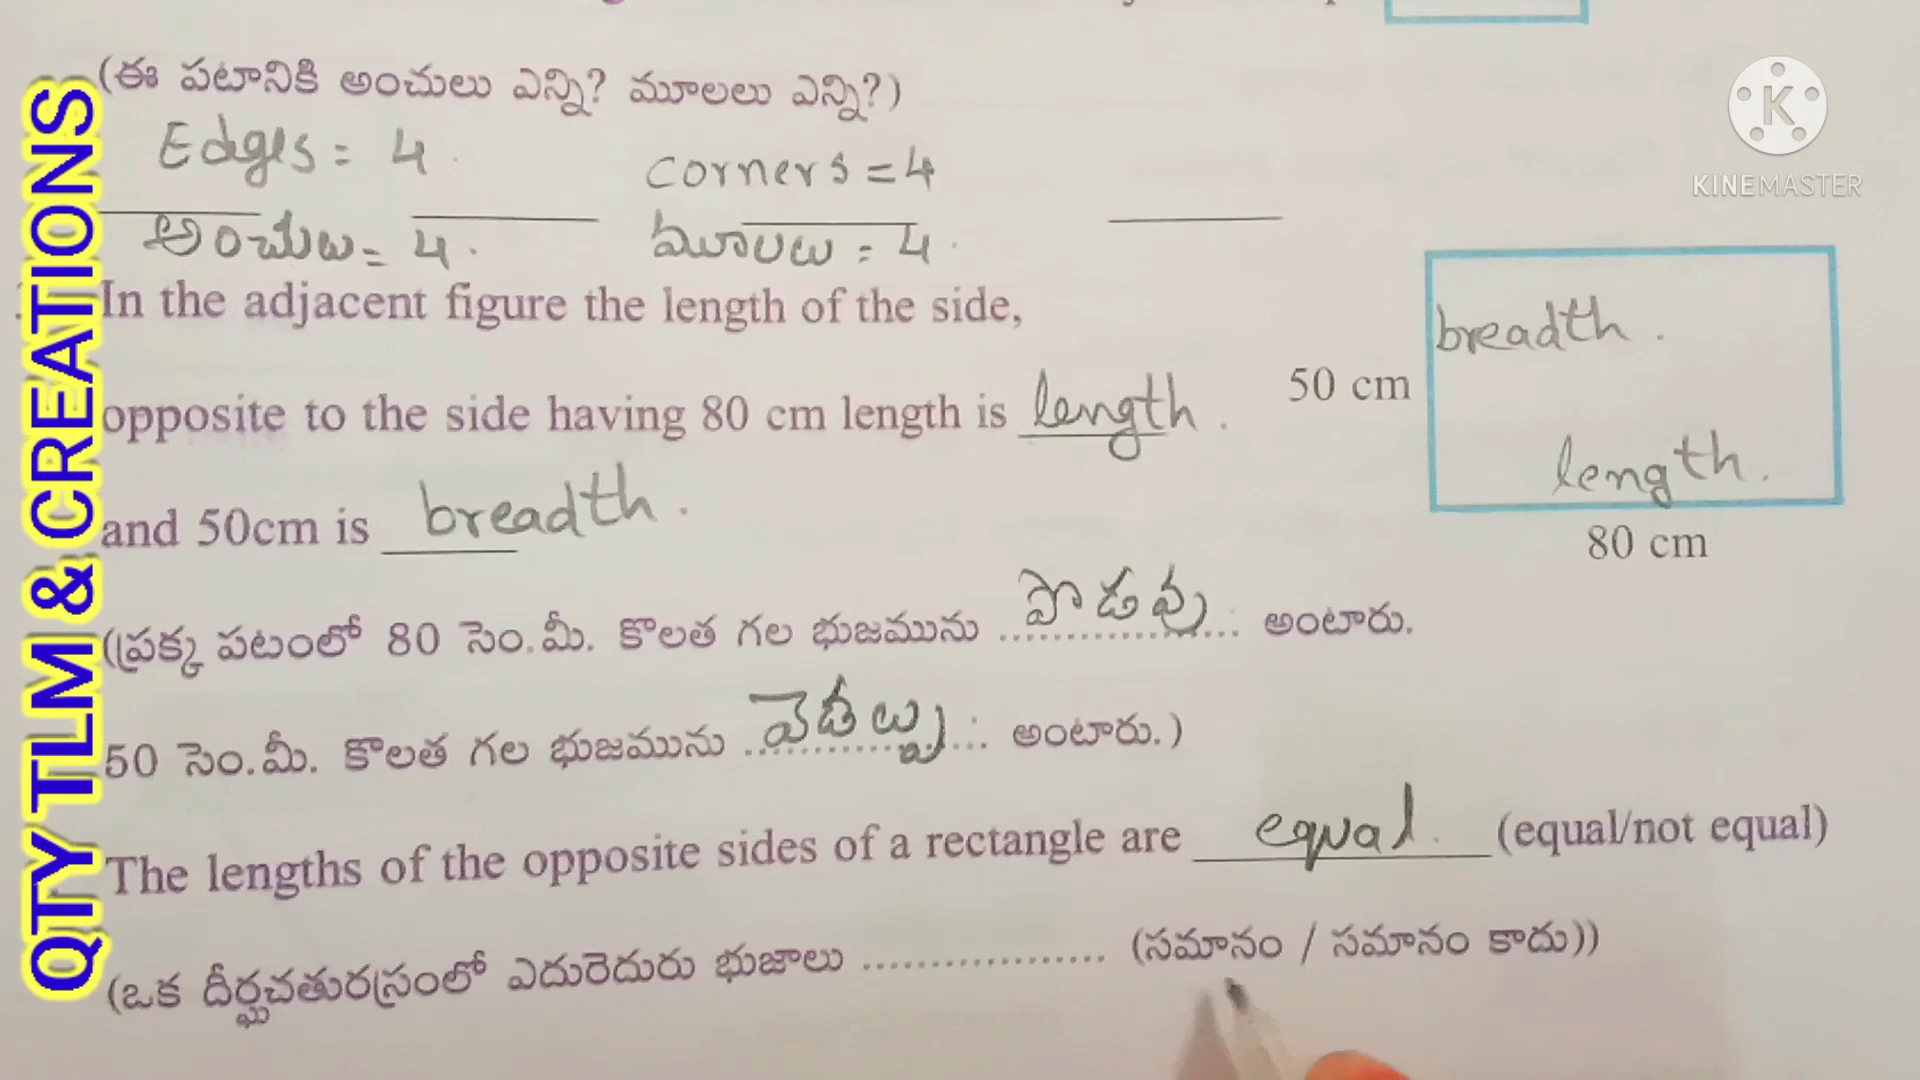 (ఈ పటానికి అంచులు ఎన్ని? మూలలు ఎన్ని?)
Edges = 4 corners = 4
అంచులు = 4. మూలలు = 4.
In the adjacent figure the length of the side,
opposite to the side having 80 cm length is length.
and 50cm is breadth.
breadth.
50 cm
length.
80 cm
(ప్రక్క పటంలో 80 సెం.మీ. కొలత గల భుజమును పొడవు అంటారు.
50 సెం.మీ. కొలత గల భుజమును వెడల్పు అంటారు.)
The lengths of the opposite sides of a rectangle are equal. (equal/not equal)
(ఒక దీర్ఘచతురస్రంలో ఎదురెదురు భుజాలు .................. (సమానం / సమానం కాదు))
QTY TLM & CREATIONS
K
KINEMASTER